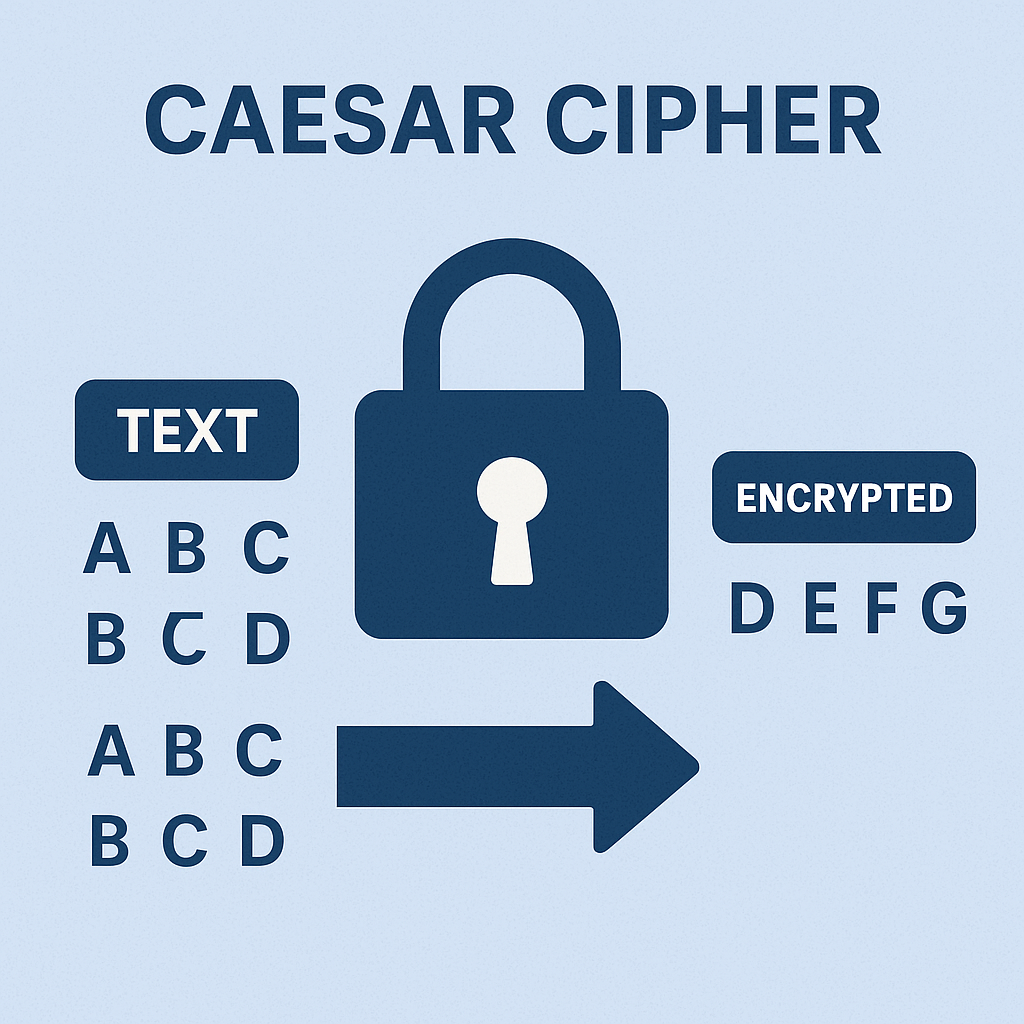 CAESAR CIPHER
TEXT
A B C
B C D
A B C
B C D
ENCRYPTED
D E F G